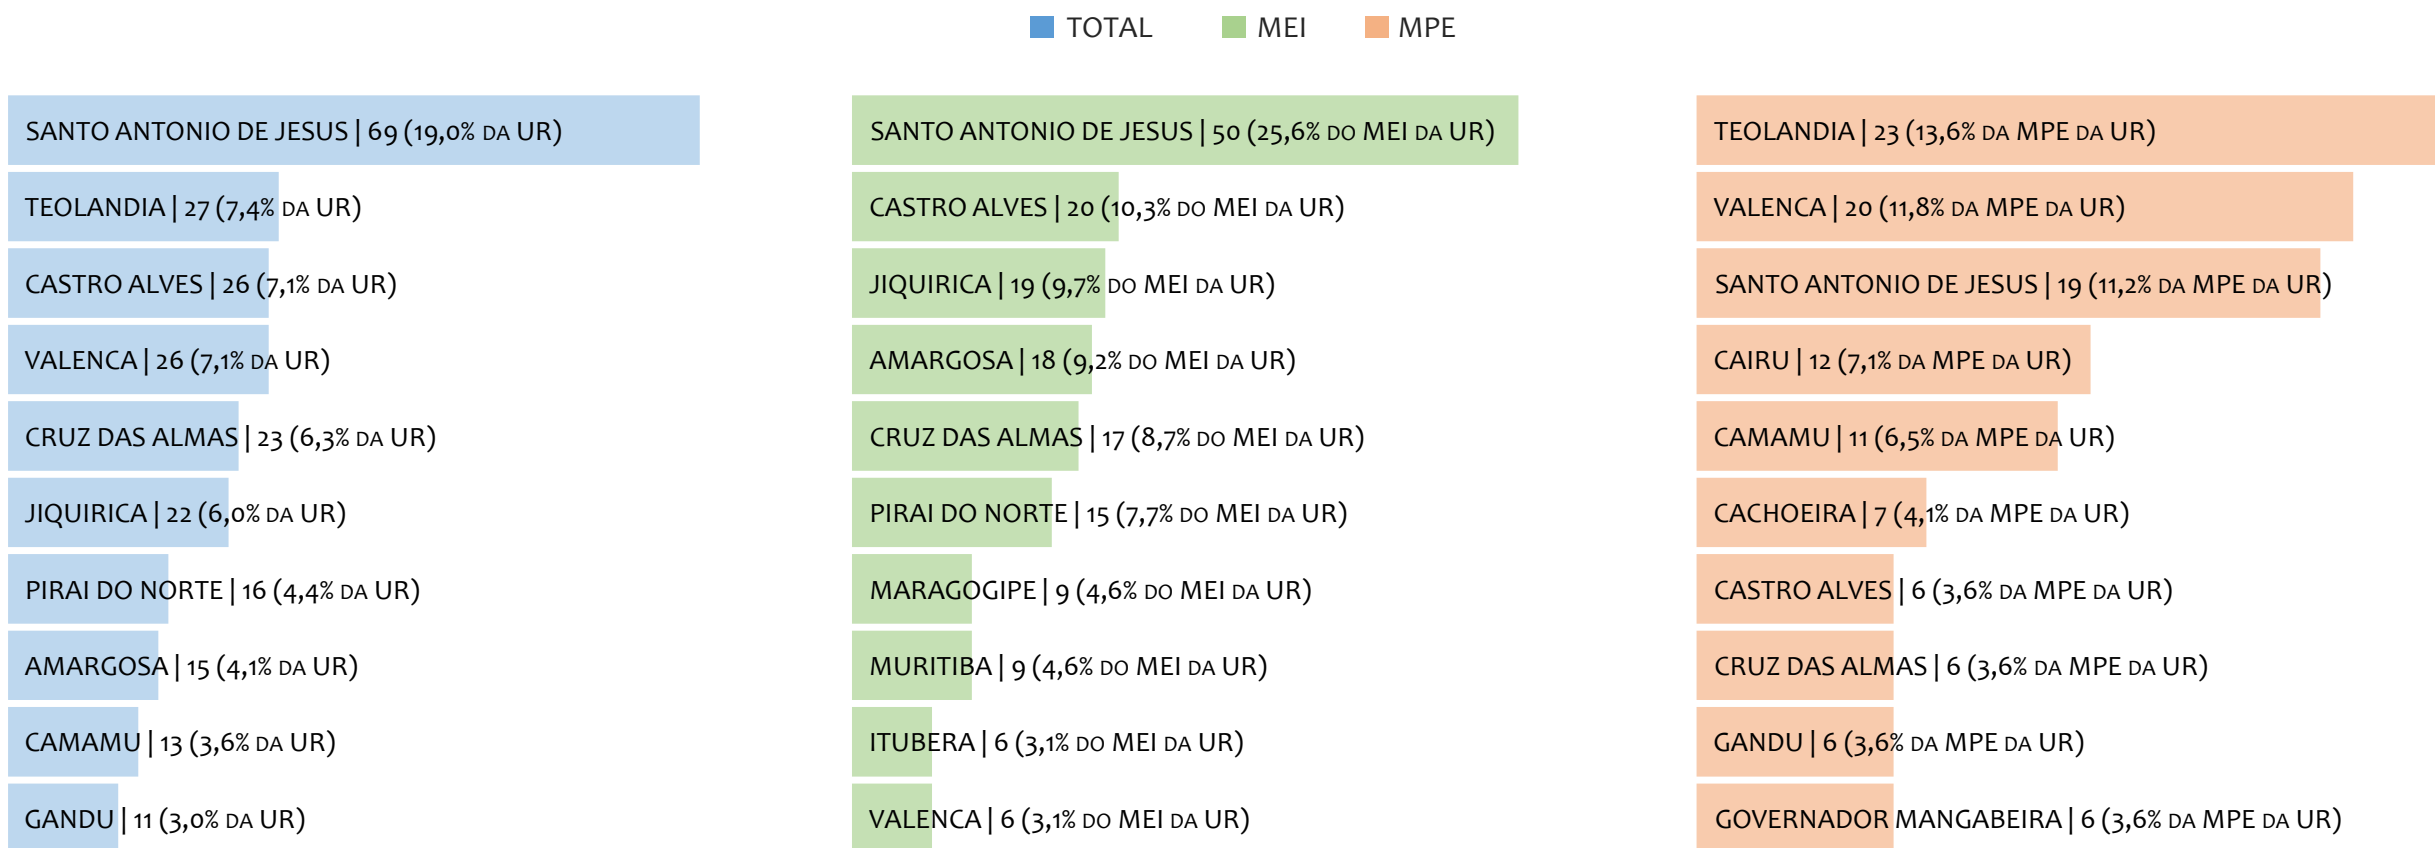 TOTAL MEI MPE
SANTO ANTONIO DE JESUS | 69 (19,0% DA UR)
TEOLANDIA | 27 (7,4% DA UR)
CASTRO ALVES | 26 (7,1% DA UR)
VALENCA | 26 (7,1% DA UR)
CRUZ DAS ALMAS | 23 (6,3% DA UR)
JIQUIRICA | 22 (6,0% DA UR)
PIRAI DO NORTE | 16 (4,4% DA UR)
AMARGOSA | 15 (4,1% DA UR)
CAMAMU | 13 (3,6% DA UR)
GANDU | 11 (3,0% DA UR)
SANTO ANTONIO DE JESUS | 50 (25,6% DO MEI DA UR)
CASTRO ALVES | 20 (10,3% DO MEI DA UR)
JIQUIRICA | 19 (9,7% DO MEI DA UR)
AMARGOSA | 18 (9,2% DO MEI DA UR)
CRUZ DAS ALMAS | 17 (8,7% DO MEI DA UR)
PIRAI DO NORTE | 15 (7,7% DO MEI DA UR)
MARAGOGIPE | 9 (4,6% DO MEI DA UR)
MURITIBA | 9 (4,6% DO MEI DA UR)
ITUBERA | 6 (3,1% DO MEI DA UR)
VALENCA | 6 (3,1% DO MEI DA UR)
TEOLANDIA | 23 (13,6% DA MPE DA UR)
VALENCA | 20 (11,8% DA MPE DA UR)
SANTO ANTONIO DE JESUS | 19 (11,2% DA MPE DA UR)
CAIRU | 12 (7,1% DA MPE DA UR)
CAMAMU | 11 (6,5% DA MPE DA UR)
CACHOEIRA | 7 (4,1% DA MPE DA UR)
CASTRO ALVES | 6 (3,6% DA MPE DA UR)
CRUZ DAS ALMAS | 6 (3,6% DA MPE DA UR)
GANDU | 6 (3,6% DA MPE DA UR)
GOVERNADOR MANGABEIRA | 6 (3,6% DA MPE DA UR)